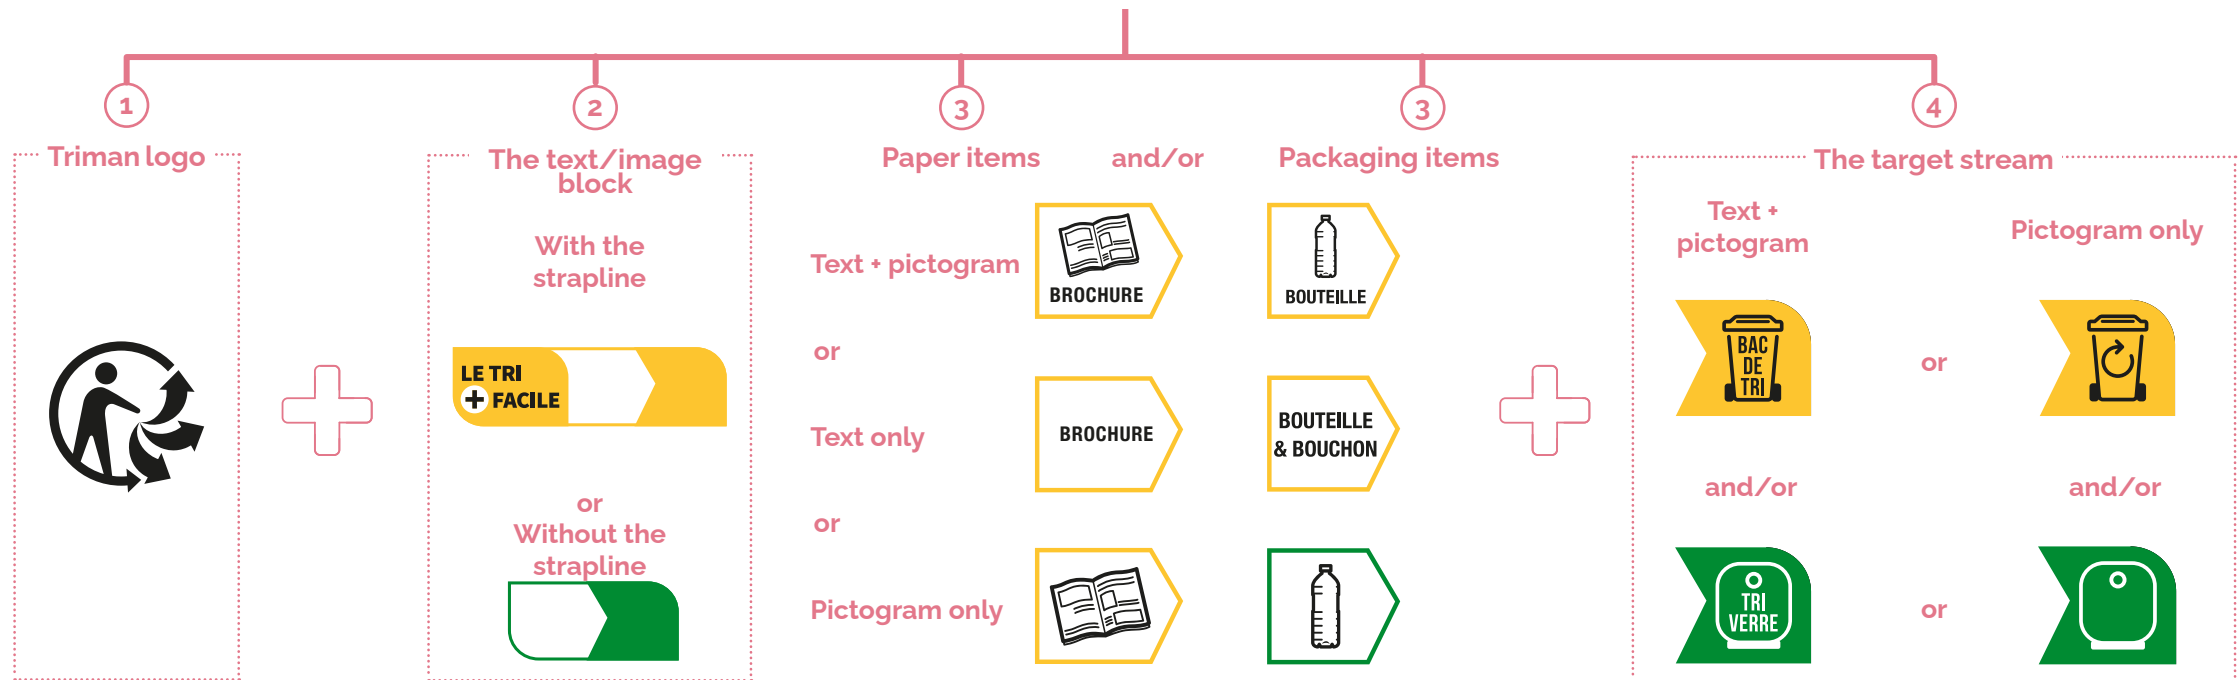 1
Triman logo
2
The text/image
block
With the
strapline
LE TRI
+ FACILE
or
Without the
strapline
3
Paper items
and/or
3
Packaging items
Text + pictogram
BROCHURE
BOUTEILLE
or
Text only
BROCHURE
BOUTEILLE
& BOUCHON
or
Pictogram only
4
The target stream
Text +
pictogram
Pictogram only
BAC
DE
TRI
or
and/or
and/or
TRI
VERRE
or